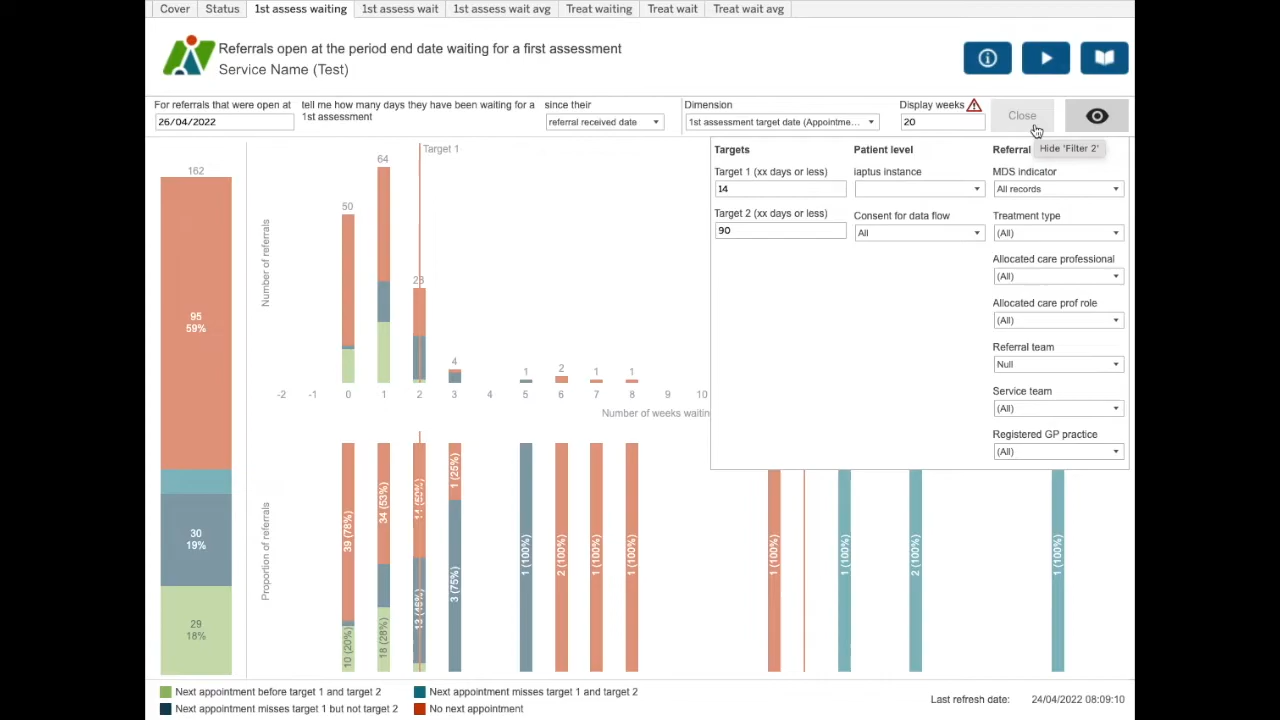 Cover Status 1st assess waiting 1st assess wait 1st assess wait avg Treat waiting Treat wait Treat wait avg
Referrals open at the period end date waiting for a first assessment
Service Name (Test)
For referrals that were open at
26/04/2022
tell me how many days they have been waiting for a
1st assessment
since their
referral received date
Dimension
1st assessment target date (Appointme...
Display weeks
20
Close
Hide 'Filter 2'
Targets
Target 1 (xx days or less)
14
Target 2 (xx days or less)
90
Patient level
iaptus instance
Consent for data flow
All
Referral
MDS indicator
All records
Treatment type
(All)
Allocated care professional
(All)
Allocated care prof role
(All)
Referral team
Null
Service team
(All)
Registered GP practice
(All)
162
95
59%
30
19%
29
18%
Number of referrals
Target 1
50 64 4 1 2 1 1
-2 -1 0 1 2 3 4 5 6 7 8 9 10
Number of weeks waitin
Proportion of referrals
39 (78%)
10 (20%)
34 (53%)
18 (28%)
14 (50%)
13 (46%)
1 (25%)
3 (75%)
1 (100%)
2 (100%)
1 (100%)
1 (100%)
1 (100%)
1 (100%)
2 (100%)
1 (100%)
Next appointment before target 1 and target 2
Next appointment misses target 1 and target 2
Next appointment misses target 1 but not target 2
No next appointment
Last refresh date: 24/04/2022 08:09:10